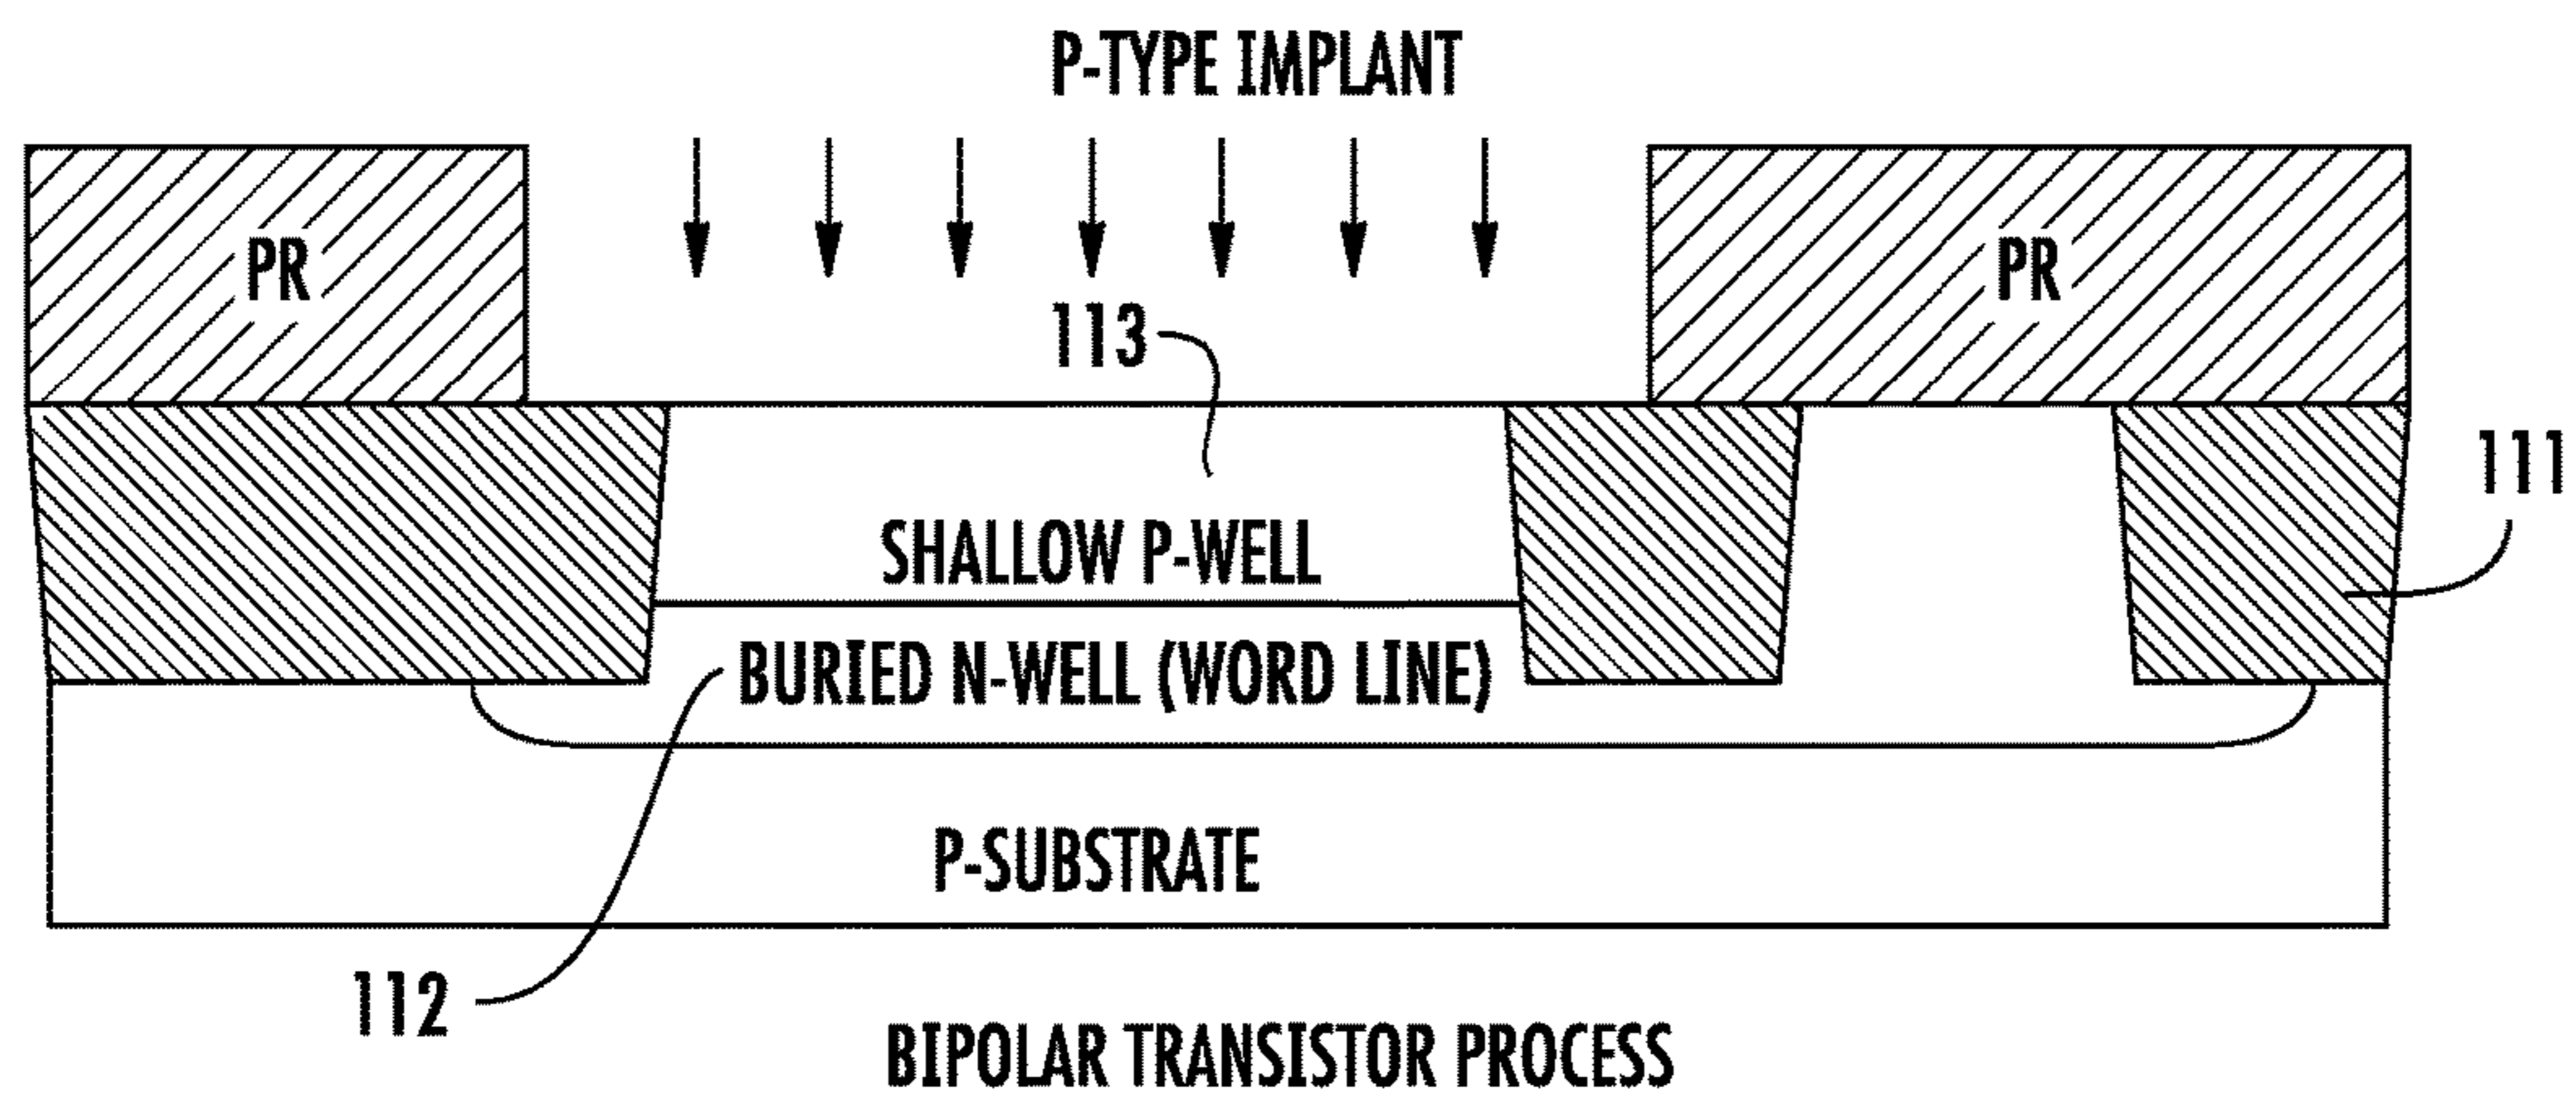 P-TYPE IMPLANT
PR
PR
113
111
SHALLOW P-WELL
BURIED N-WELL (WORD LINE)
P-SUBSTRATE
112
BIPOLAR TRANSISTOR PROCESS